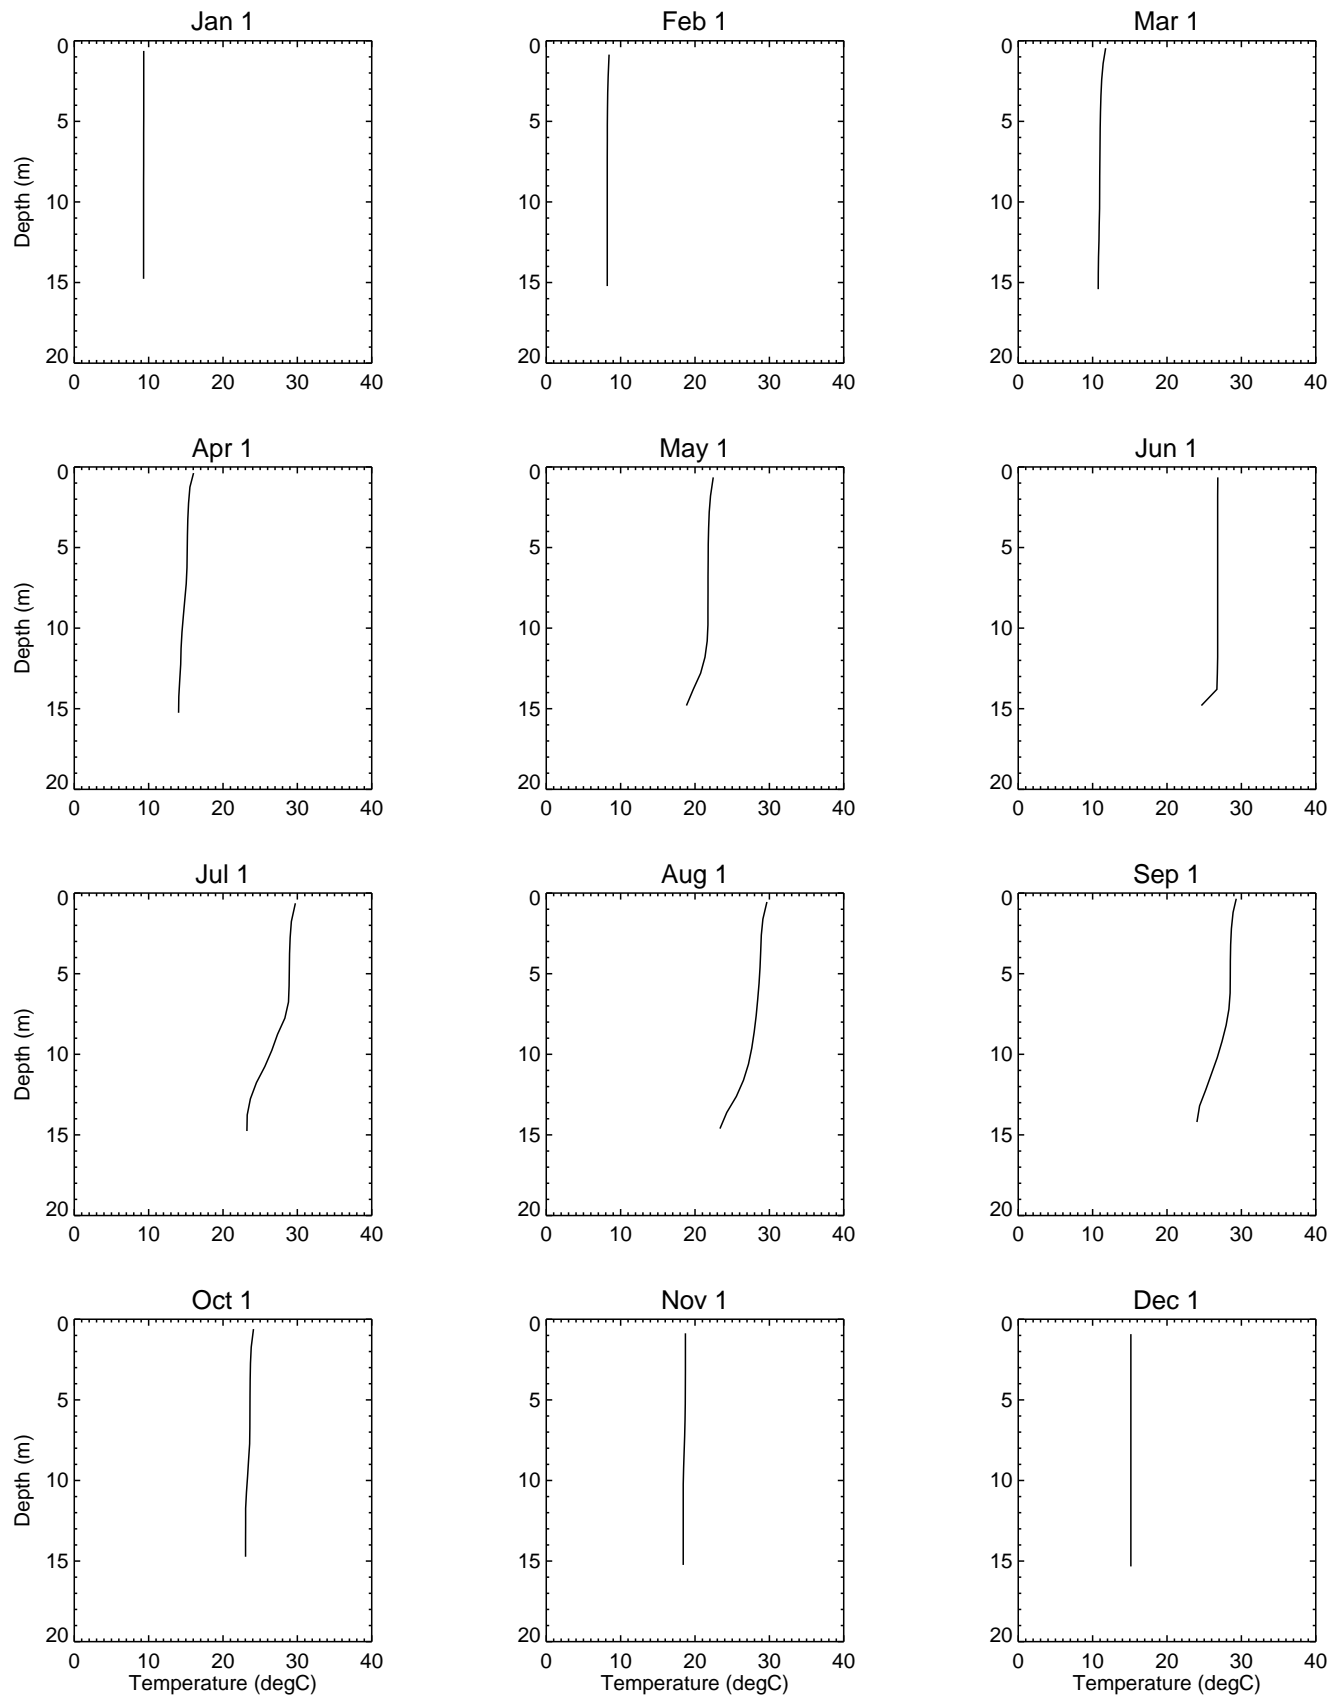 Jan 1 Feb 1 Mar 1
0 0 0
5 5 5
Depth (m)
10 10 10
15 15 15
20 20 20
0 10 20 30 40 0 10 20 30 40 0 10 20 30 40
Apr 1 May 1 Jun 1
0 0 0
5 5 5
Depth (m)
10 10 10
15 15 15
20 20 20
0 10 20 30 40 0 10 20 30 40 0 10 20 30 40
Jul 1 Aug 1 Sep 1
0 0 0
5 5 5
Depth (m)
10 10 10
15 15 15
20 20 20
0 10 20 30 40 0 10 20 30 40 0 10 20 30 40
Oct 1 Nov 1 Dec 1
0 0 0
5 5 5
Depth (m)
10 10 10
15 15 15
20 20 20
0 10 20 30 40 0 10 20 30 40 0 10 20 30 40
Temperature (degC) Temperature (degC) Temperature (degC)